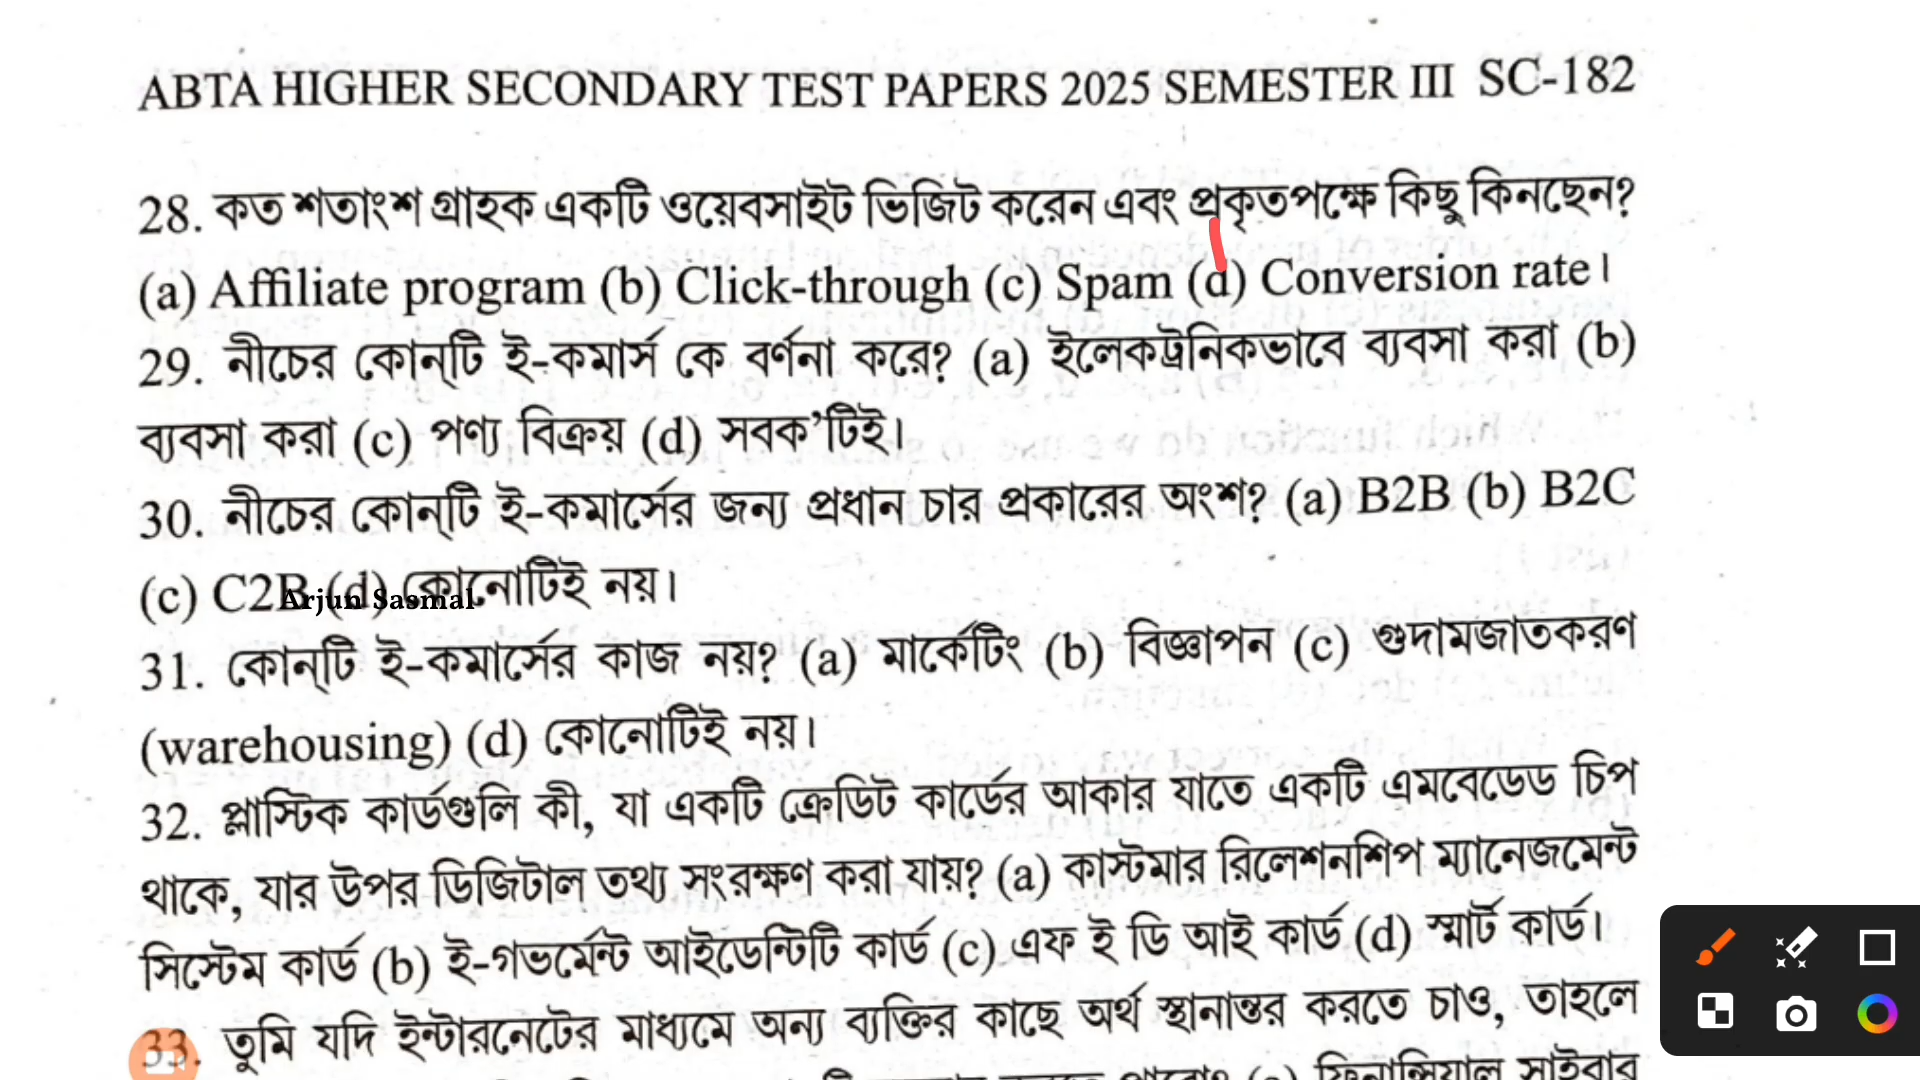 ABTA HIGHER SECONDARY TEST PAPERS 2025 SEMESTER III SC-182
28. কত শতাংশ গ্রাহক একটি ওয়েবসাইট ভিজিট করেন এবং প্রকৃতপক্ষে কিছু কিনছেন?
(a) Affiliate program (b) Click-through (c) Spam (d) Conversion rate।
29. নীচের কোন্‌টি ই-কমার্স কে বর্ণনা করে? (a) ইলেকট্রনিকভাবে ব্যবসা করা (b)
ব্যবসা করা (c) পণ্য বিক্রয় (d) সবক’টিই।
30. নীচের কোন্‌টি ই-কমার্সের জন্য প্রধান চার প্রকারের অংশ? (a) B2B (b) B2C
(c) C2B (d) কোনোটিই নয়।
Arjun Sasmal
31. কোন্‌টি ই-কমার্সের কাজ নয়? (a) মার্কেটিং (b) বিজ্ঞাপন (c) গুদামজাতকরণ
(warehousing) (d) কোনোটিই নয়।
32. প্লাস্টিক কার্ডগুলি কী, যা একটি ক্রেডিট কার্ডের আকার যাতে একটি এমবেডেড চিপ
থাকে, যার উপর ডিজিটাল তথ্য সংরক্ষণ করা যায়? (a) কাস্টমার রিলেশনশিপ ম্যানেজমেন্ট
সিস্টেম কার্ড (b) ই-গভর্মেন্ট আইডেন্টিটি কার্ড (c) এফ ই ডি আই কার্ড (d) স্মার্ট কার্ড।
33. তুমি যদি ইন্টারনেটের মাধ্যমে অন্য ব্যক্তির কাছে অর্থ স্থানান্তর করতে চাও, তাহলে
(a) ফিনান্সিয়াল সাইবার